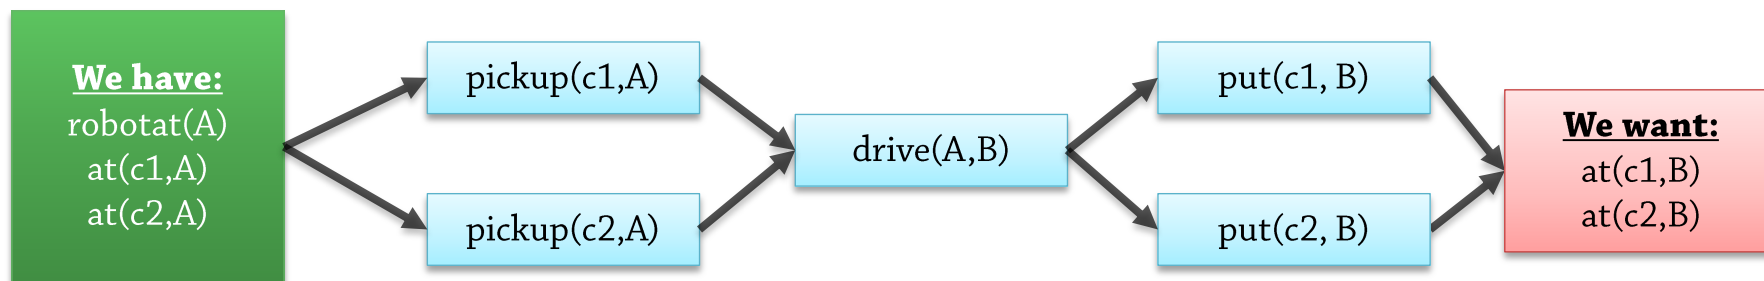 We have:
robotat(A)
at(c1,A)
at(c2,A)
pickup(c1,A)
pickup(c2,A)
drive(A,B)
put(c1, B)
put(c2, B)
We want:
at(c1,B)
at(c2,B)